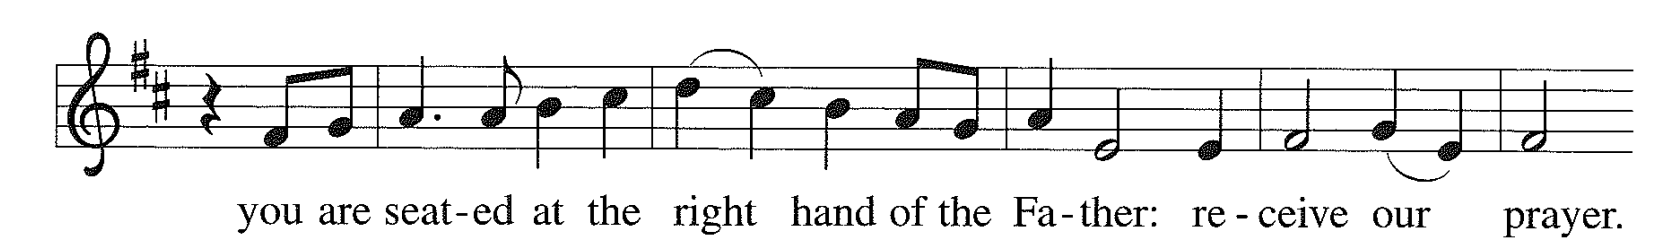 you are seat-ed at the right hand of the Fa-ther: re-ceive our prayer.